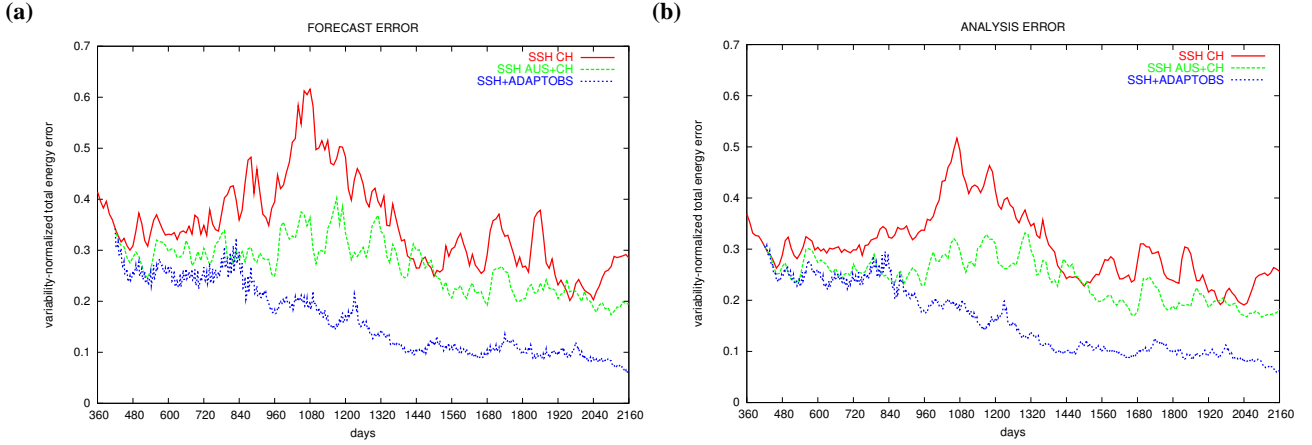 (a)
FORECAST ERROR
variability-normalized total energy error
0.7
0.6
0.5
0.4
0.3
0.2
0.1
0
SSH CH
SSH AUS+CH
SSH+ADAPTOBS
360 480 600 720 840 960 1080 1200 1320 1440 1560 1680 1800 1920 2040 2160
days
(b)
ANALYSIS ERROR
variability-normalized total energy error
0.7
0.6
0.5
0.4
0.3
0.2
0.1
0
SSH CH
SSH AUS+CH
SSH+ADAPTOBS
360 480 600 720 840 960 1080 1200 1320 1440 1560 1680 1800 1920 2040 2160
days